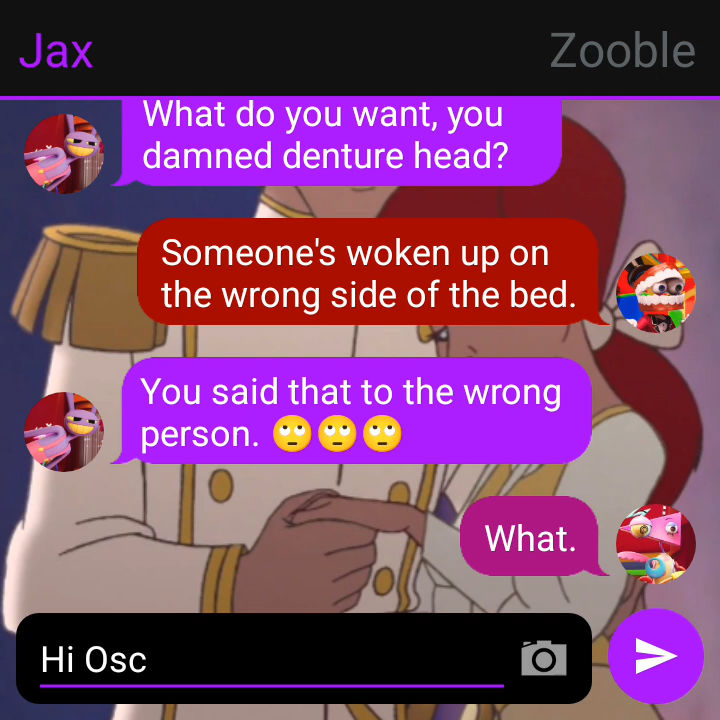 Jax
Zooble
What do you want, you
damned denture head?
Someone's woken up on
the wrong side of the bed.
You said that to the wrong
person. 🙄🙄🙄
What.
Hi Osc